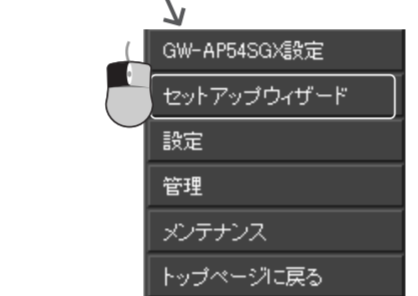 GW-AP54SGX設定
セットアップウィザード
設定
管理
メンテナンス
トップページに戻る